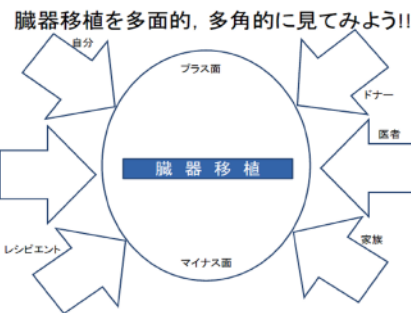 臓器移植を多面的, 多角的に見てみよう!!
自分
プラス面
ドナー
医者
臓器移植
レシピエント
家族
マイナス面